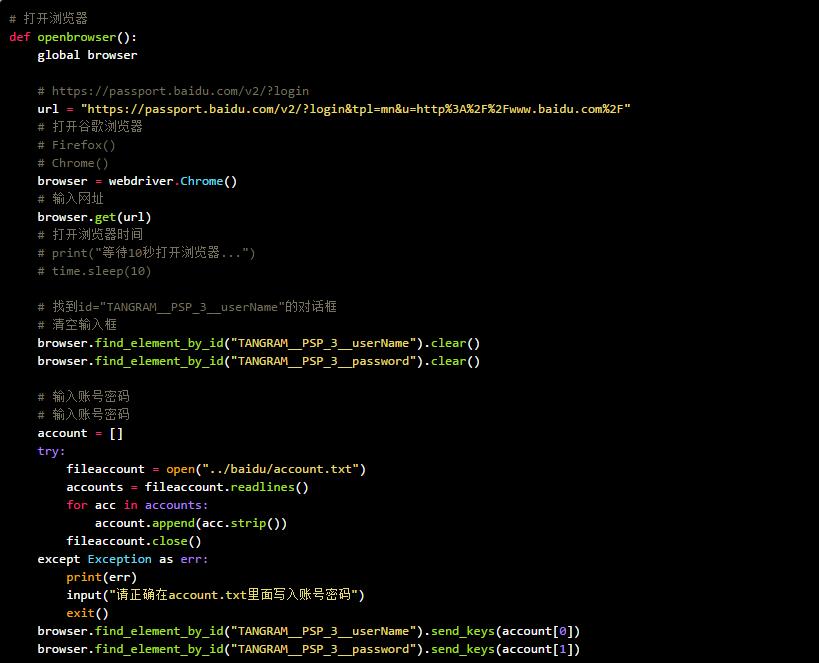 # 打开浏览器
def openbrowser():
    global browser

    # https://passport.baidu.com/v2/?login
    url = "https://passport.baidu.com/v2/?login&tpl=mn&u=http%3A%2F%2Fwww.baidu.com%2F"
    # 打开谷歌浏览器
    # Firefox()
    # Chrome()
    browser = webdriver.Chrome()
    # 输入网址
    browser.get(url)
    # 打开浏览器时间
    # print("等待10秒打开浏览器...")
    # time.sleep(10)

    # 找到id="TANGRAM__PSP_3__userName"的对话框
    # 清空输入框
    browser.find_element_by_id("TANGRAM__PSP_3__userName").clear()
    browser.find_element_by_id("TANGRAM__PSP_3__password").clear()

    # 输入账号密码
    # 输入账号密码
    account = []
    try:
        fileaccount = open("../baidu/account.txt")
        accounts = fileaccount.readlines()
        for acc in accounts:
            account.append(acc.strip())
        fileaccount.close()
    except Exception as err:
        print(err)
        input("请正确在account.txt里面写入账号密码")
        exit()
    browser.find_element_by_id("TANGRAM__PSP_3__userName").send_keys(account[0])
    browser.find_element_by_id("TANGRAM__PSP_3__password").send_keys(account[1])